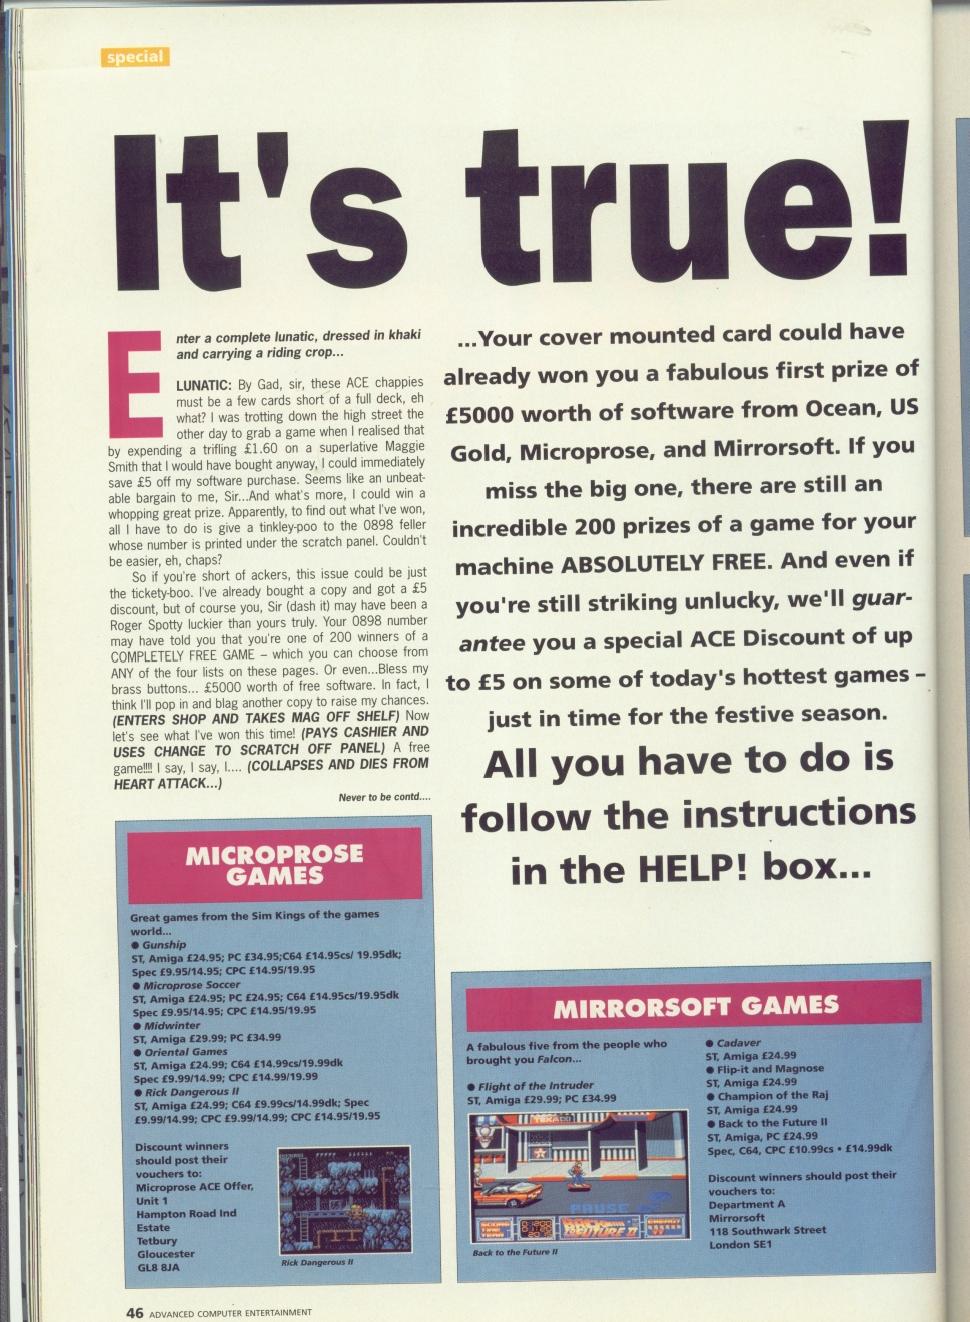 special
It's true!
Enter a complete lunatic, dressed in khaki
and carrying a riding crop...
LUNATIC: By Gad, sir, these ACE chappies
must be a few cards short of a full deck, eh
what? I was trotting down the high street the
other day to grab a game when I realised that
by expending a trifling £1.60 on a superlative Maggie
Smith that I would have bought anyway, I could immediately
save £5 off my software purchase. Seems like an unbeat-
able bargain to me, Sir...And what's more, I could win a
whopping great prize. Apparently, to find out what I've won,
all I have to do is give a tinkley-poo to the 0898 feller
whose number is printed under the scratch panel. Couldn't
be easier, eh, chaps?
So if you're short of ackers, this issue could be just
the tickety-boo. I've already bought a copy and got a £5
discount, but of course you, Sir (dash it) may have been a
Roger Spotty luckier than yours truly. Your 0898 number
may have told you that you're one of 200 winners of a
COMPLETELY FREE GAME – which you can choose from
ANY of the four lists on these pages. Or even...Bless my
brass buttons... £5000 worth of free software. In fact, I
think I'll pop in and blag another copy to raise my chances.
(ENTERS SHOP AND TAKES MAG OFF SHELF) Now
let's see what I've won this time! (PAYS CASHIER AND
USES CHANGE TO SCRATCH OFF PANEL) A free
game!!!! I say, I say, I.... (COLLAPSES AND DIES FROM
HEART ATTACK...)
Never to be contd....
...Your cover mounted card could have
already won you a fabulous first prize of
£5000 worth of software from Ocean, US
Gold, Microprose, and Mirrorsoft. If you
miss the big one, there are still an
incredible 200 prizes of a game for your
machine ABSOLUTELY FREE. And even if
you're still striking unlucky, we'll guar-
antee you a special ACE Discount of up
to £5 on some of today's hottest games –
just in time for the festive season.
All you have to do is
follow the instructions
in the HELP! box...
MICROPROSE
GAMES
Great games from the Sim Kings of the games
world...
● Gunship
ST, Amiga £24.95; PC £34.95;C64 £14.95cs/ 19.95dk;
Spec £9.95/14.95; CPC £14.95/19.95
● Microprose Soccer
ST, Amiga £24.95; PC £24.95; C64 £14.95cs/19.95dk
Spec £9.95/14.95; CPC £14.95/19.95
● Midwinter
ST, Amiga £29.99; PC £34.99
● Oriental Games
ST, Amiga £24.99; C64 £14.99cs/19.99dk
Spec £9.99/14.99; CPC £14.99/19.99
● Rick Dangerous II
ST, Amiga £24.99; C64 £9.99cs/14.99dk; Spec
£9.99/14.99; CPC £9.99/14.99; CPC £14.95/19.95
Discount winners
should post their
vouchers to:
Microprose ACE Offer,
Unit 1
Hampton Road Ind
Estate
Tetbury
Gloucester
GL8 8JA
Rick Dangerous II
MIRRORSOFT GAMES
A fabulous five from the people who
brought you Falcon...
● Flight of the Intruder
ST, Amiga £29.99; PC £34.99
TEXACO
PAUSE
FUTURE II
Back to the Future II
● Cadaver
ST, Amiga £24.99
● Flip-it and Magnose
ST, Amiga £24.99
● Champion of the Raj
ST, Amiga £24.99
● Back to the Future II
ST, Amiga, PC £24.99
Spec, C64, CPC £10.99cs • £14.99dk
Discount winners should post their
vouchers to:
Department A
Mirrorsoft
118 Southwark Street
London SE1
46 ADVANCED COMPUTER ENTERTAINMENT